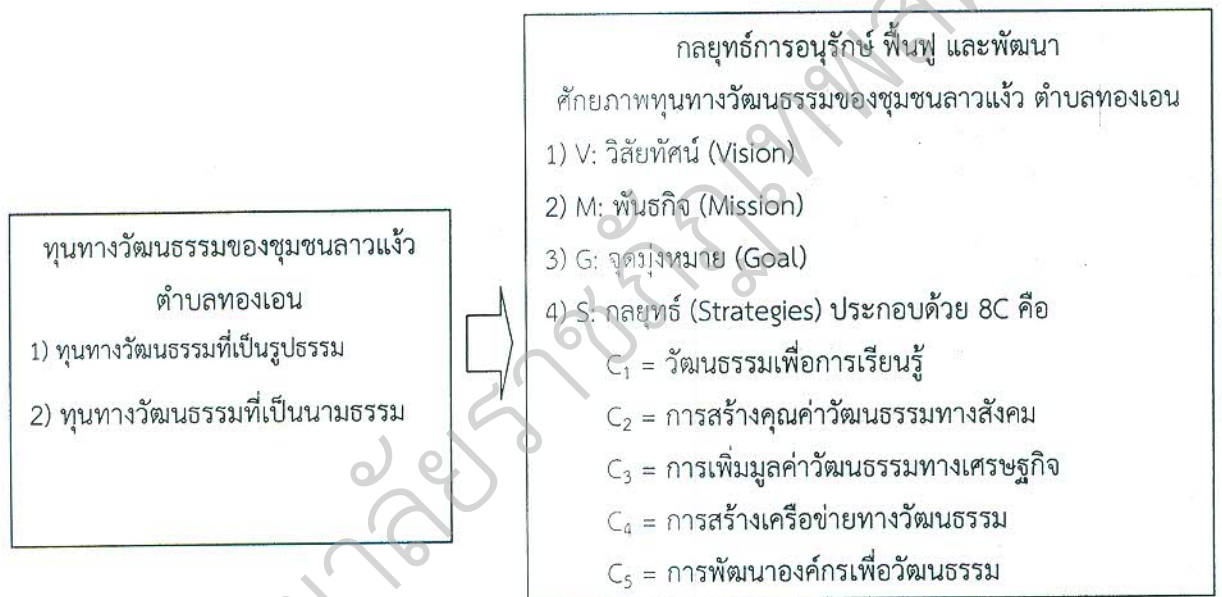 ทุนทางวัฒนธรรมของชุมชนลาวแง้ว
ตำบลทองเอน
1) ทุนทางวัฒนธรรมที่เป็นรูปธรรม
2) ทุนทางวัฒนธรรมที่เป็นนามธรรม
กลยุทธ์การอนุรักษ์ ฟื้นฟู และพัฒนา
ศักยภาพทุนทางวัฒนธรรมของชุมชนลาวแง้ว ตำบลทองเอน
1) V: วิสัยทัศน์ (Vision)
2) M: พันธกิจ (Mission)
3) G: จุดมุ่งหมาย (Goal)
4) S: กลยุทธ์ (Strategies) ประกอบด้วย 8C คือ
C₁ = วัฒนธรรมเพื่อการเรียนรู้
C₂ = การสร้างคุณค่าวัฒนธรรมทางสังคม
C₃ = การเพิ่มมูลค่าวัฒนธรรมทางเศรษฐกิจ
C₄ = การสร้างเครือข่ายทางวัฒนธรรม
C₅ = การพัฒนาองค์กรเพื่อวัฒนธรรม